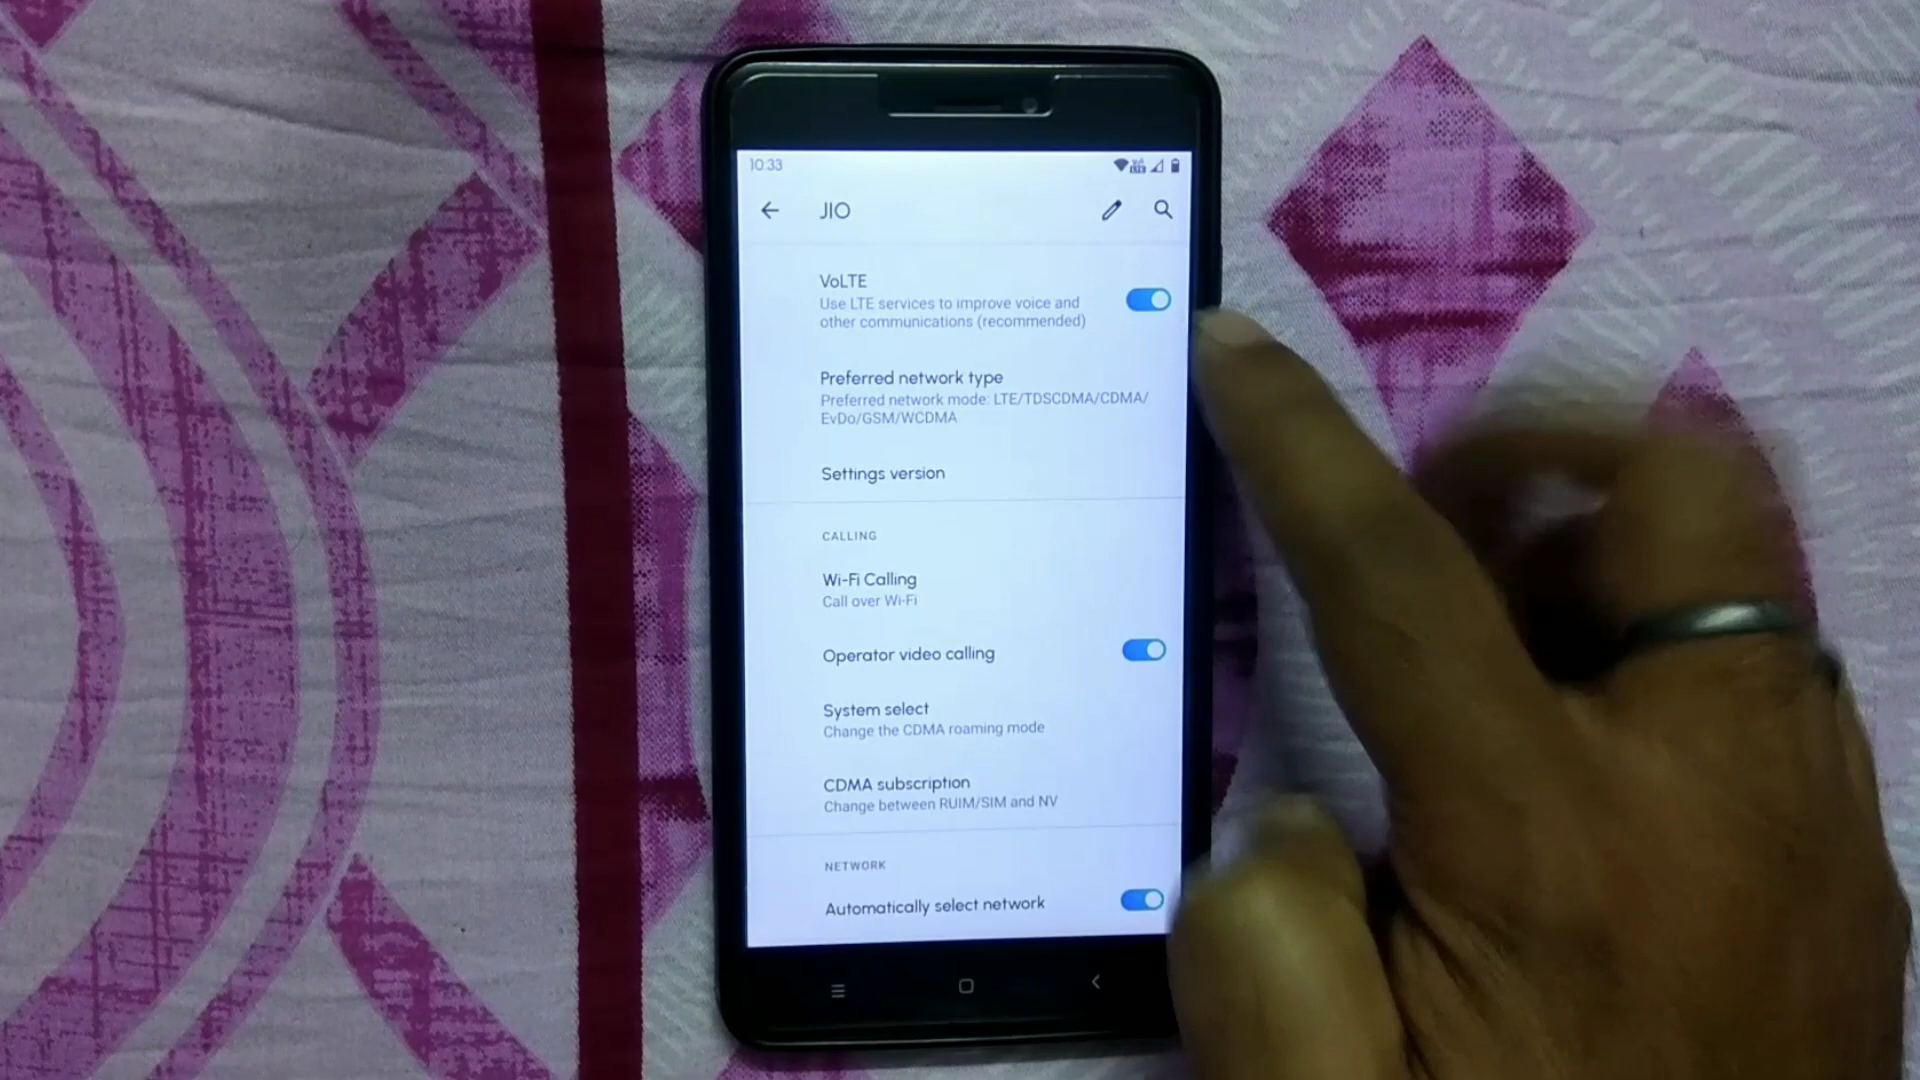 10:33
JIO
VoLTE
Use LTE services to improve voice and
other communications (recommended)
Preferred network type
Preferred network mode: LTE/TDSCDMA/CDMA/
EvDo/GSM/WCDMA
Settings version
CALLING
Wi-Fi Calling
Call over Wi-Fi
Operator video calling
System select
Change the CDMA roaming mode
CDMA subscription
Change between RUIM/SIM and NV
NETWORK
Automatically select network